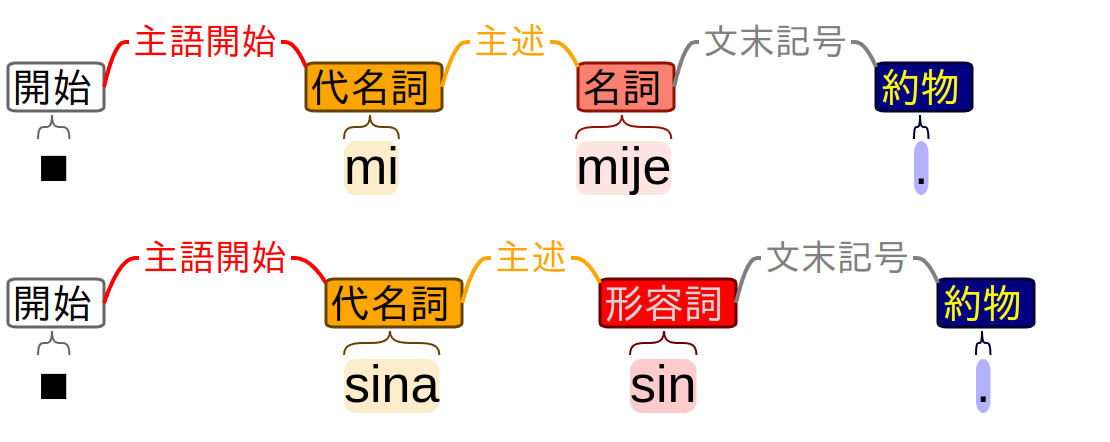 主語開始 主述 文末記号
開始 代名詞 名詞 約物
■ mi mije .
主語開始 主述 文末記号
開始 代名詞 形容詞 約物
■ sina sin .